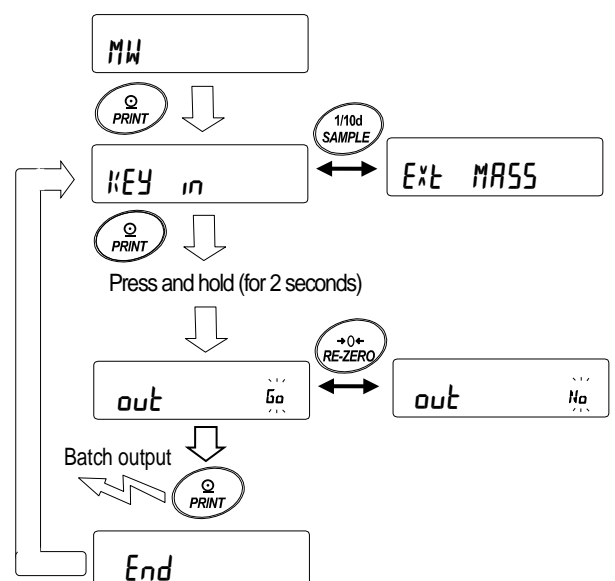 MW
PRINT
1/10d
SAMPLE
KEY in
Ext MASS
PRINT
Press and hold (for 2 seconds)
→0←
RE-ZERO
out Go
out No
Batch output
PRINT
End